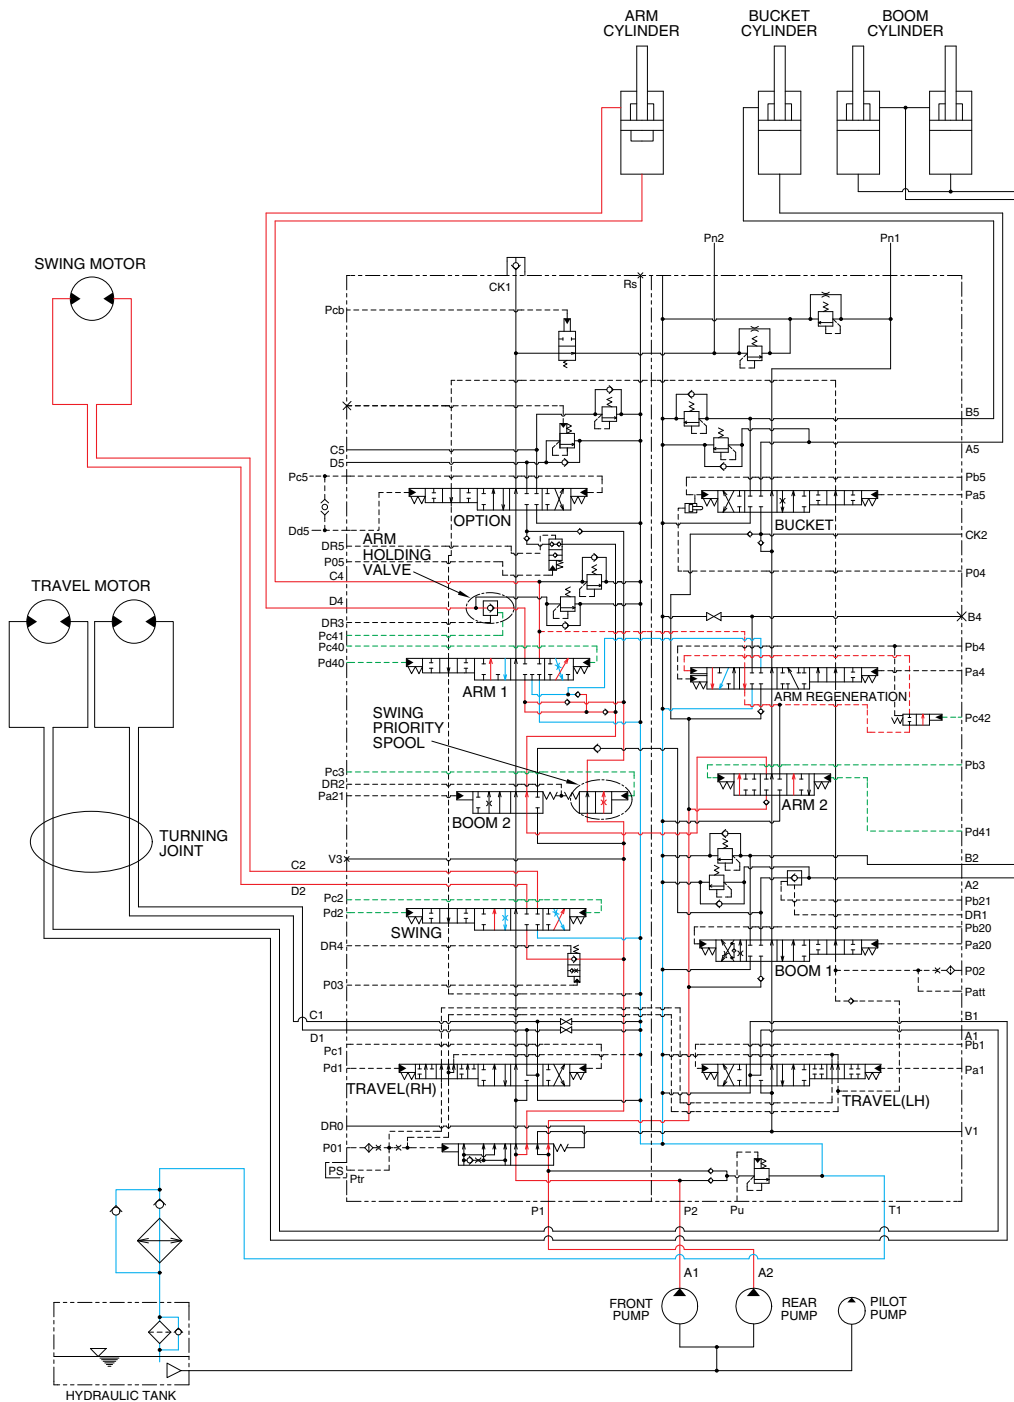 ARM
CYLINDER
BUCKET
CYLINDER
BOOM
CYLINDER
SWING MOTOR
Pn2
Pn1
CK1
Rs
Pcb
B5
C5
A5
D5
Pc5
Pb5
Pa5
OPTION
BUCKET
Dd5
CK2
DR5
ARM
HOLDING
VALVE
P05
P04
C4
TRAVEL MOTOR
D4
B4
DR3
Pc41
Pc40
Pb4
Pd40
Pa4
ARM 1
ARM REGENERATION
SWING
PRIORITY
SPOOL
Pc42
Pc3
Pb3
DR2
Pa21
BOOM 2
ARM 2
TURNING
JOINT
Pd41
V3
B2
C2
A2
D2
Pc2
Pb21
Pd2
DR1
SWING
Pb20
DR4
Pa20
BOOM 1
P03
P02
Patt
C1
B1
D1
A1
Pc1
Pb1
Pd1
Pa1
TRAVEL(RH)
TRAVEL(LH)
DR0
V1
P01
PS
Ptr
P1
P2
Pu
T1
A1
A2
FRONT
PUMP
REAR
PUMP
PILOT
PUMP
HYDRAULIC TANK